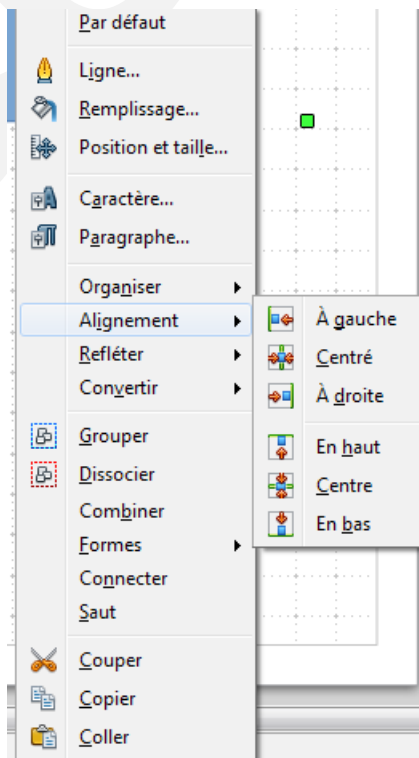 Par défaut
Ligne...
Remplissage...
Position et taille...
Caractère...
Paragraphe...
Organiser
Alignement
Refléter
Convertir
Grouper
Dissocier
Combiner
Formes
Connecter
Saut
Couper
Copier
Coller
À gauche
Centré
À droite
En haut
Centre
En bas